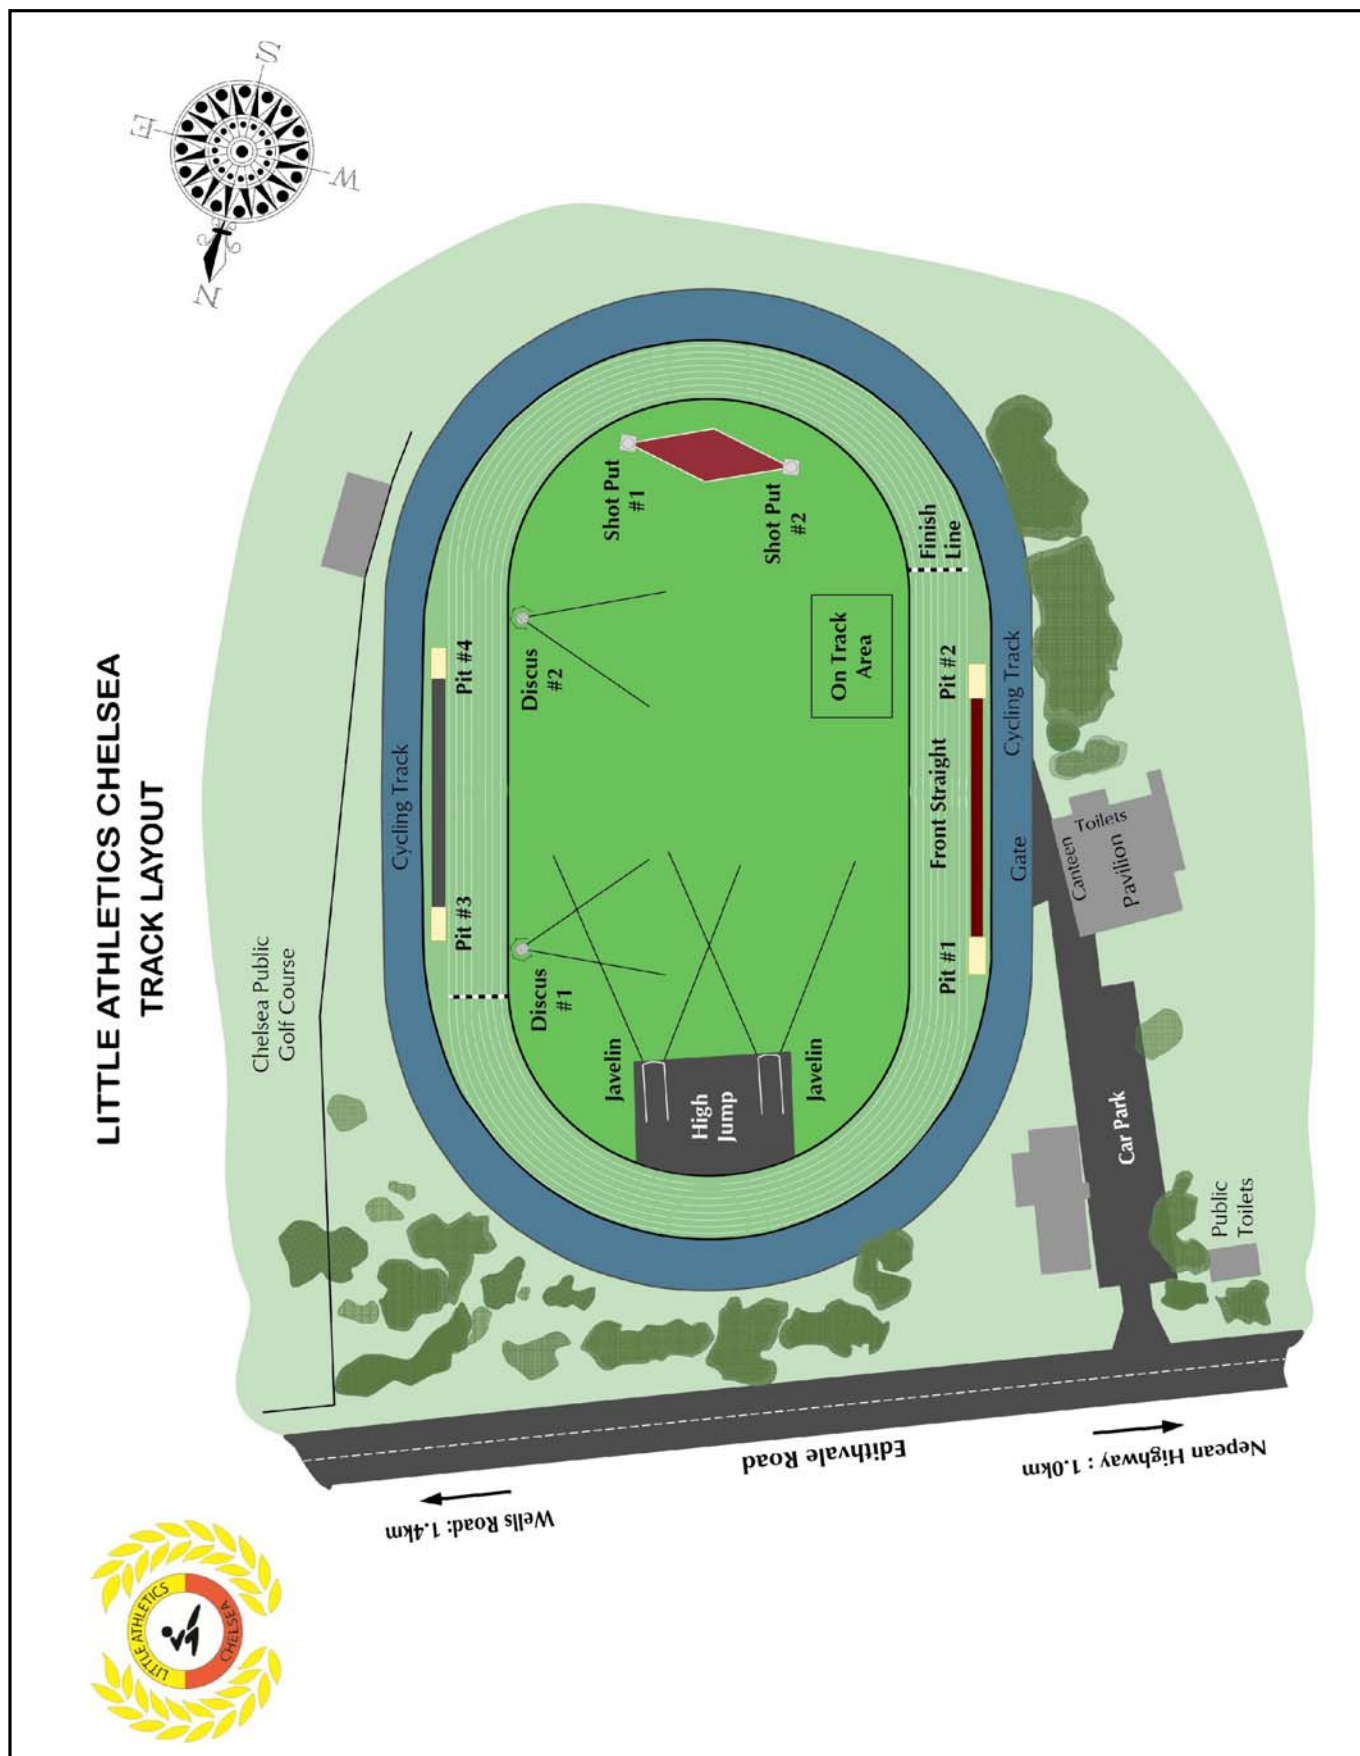 LITTLE ATHLETICS CHELSEA
TRACK LAYOUT
N
E
S
W
LITTLE ATHLETICS
CHELSEA
Chelsea Public
Golf Course
Cycling Track
Pit #3
Pit #4
Discus
#1
Discus
#2
Shot Put
#1
Shot Put
#2
Javelin
High
Jump
Javelin
On Track
Area
Finish
Line
Pit #1
Front Straight
Pit #2
Gate
Cycling Track
Canteen
Toilets
Pavilion
Car Park
Public
Toilets
Edithvale Road
Wells Road: 1.4km
Nepean Highway : 1.0km